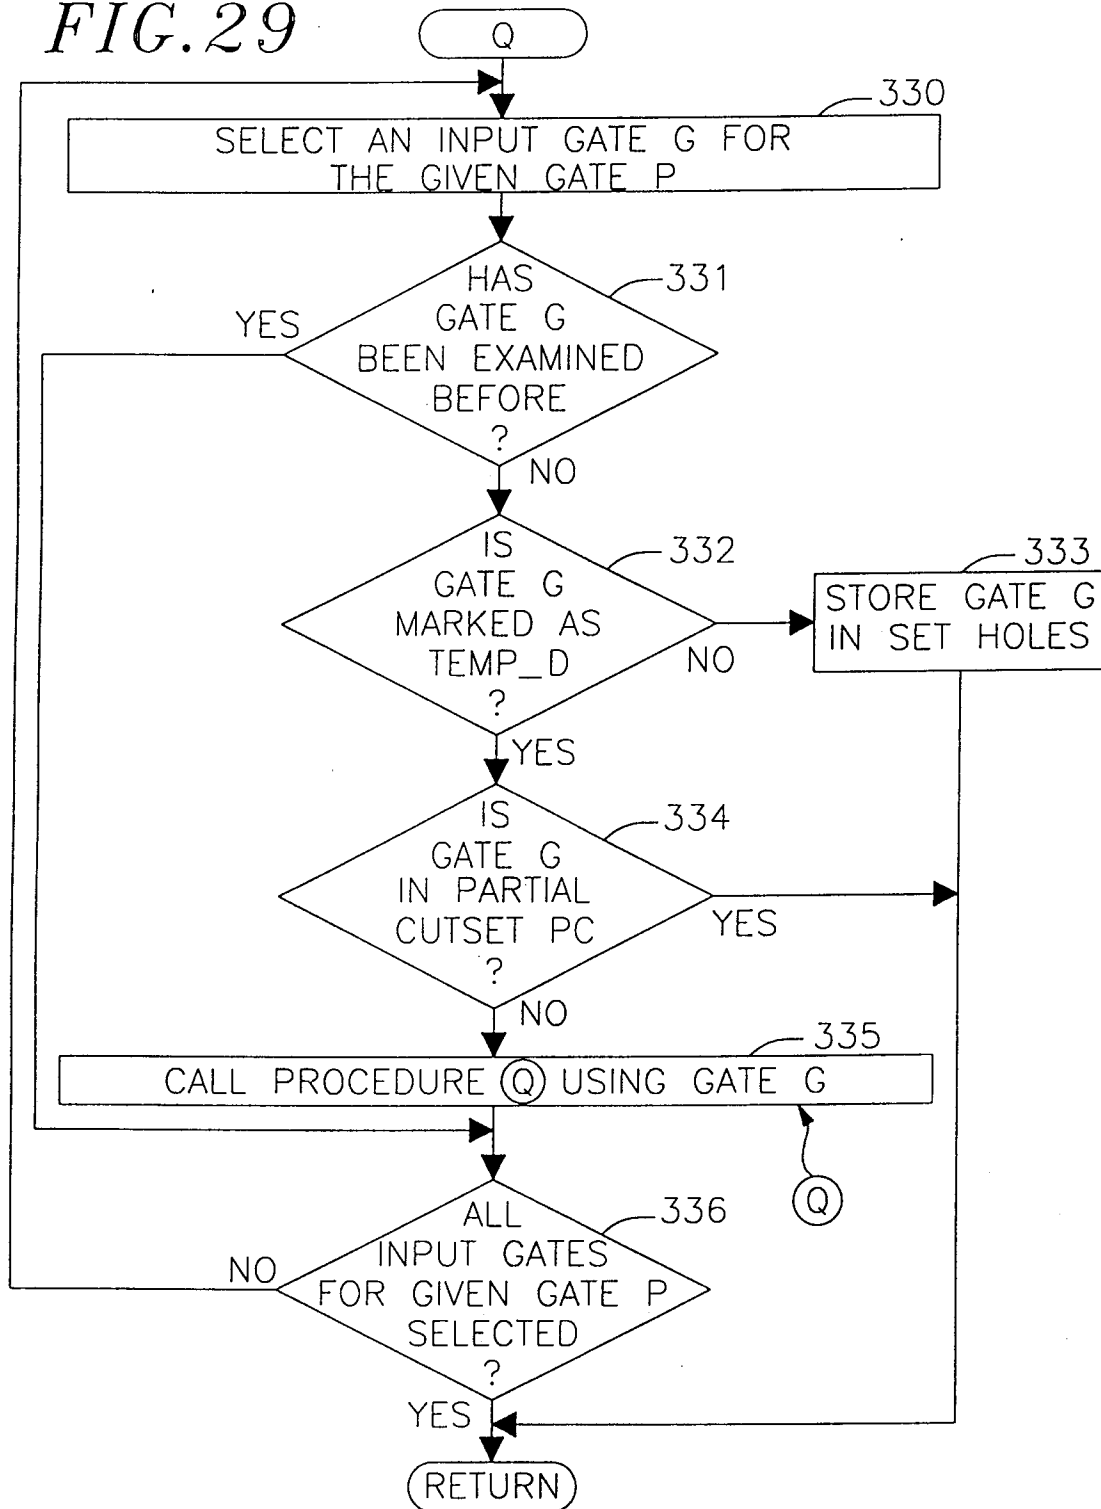 FIG.29
Q
330
SELECT AN INPUT GATE G FOR
THE GIVEN GATE P
331
HAS
GATE G
BEEN EXAMINED
BEFORE
?
YES
NO
332
IS
GATE G
MARKED AS
TEMP_D
?
NO
YES
333
STORE GATE G
IN SET HOLES
334
IS
GATE G
IN PARTIAL
CUTSET PC
?
YES
NO
335
CALL PROCEDURE Q USING GATE G
Q
336
ALL
INPUT GATES
FOR GIVEN GATE P
SELECTED
?
NO
YES
RETURN